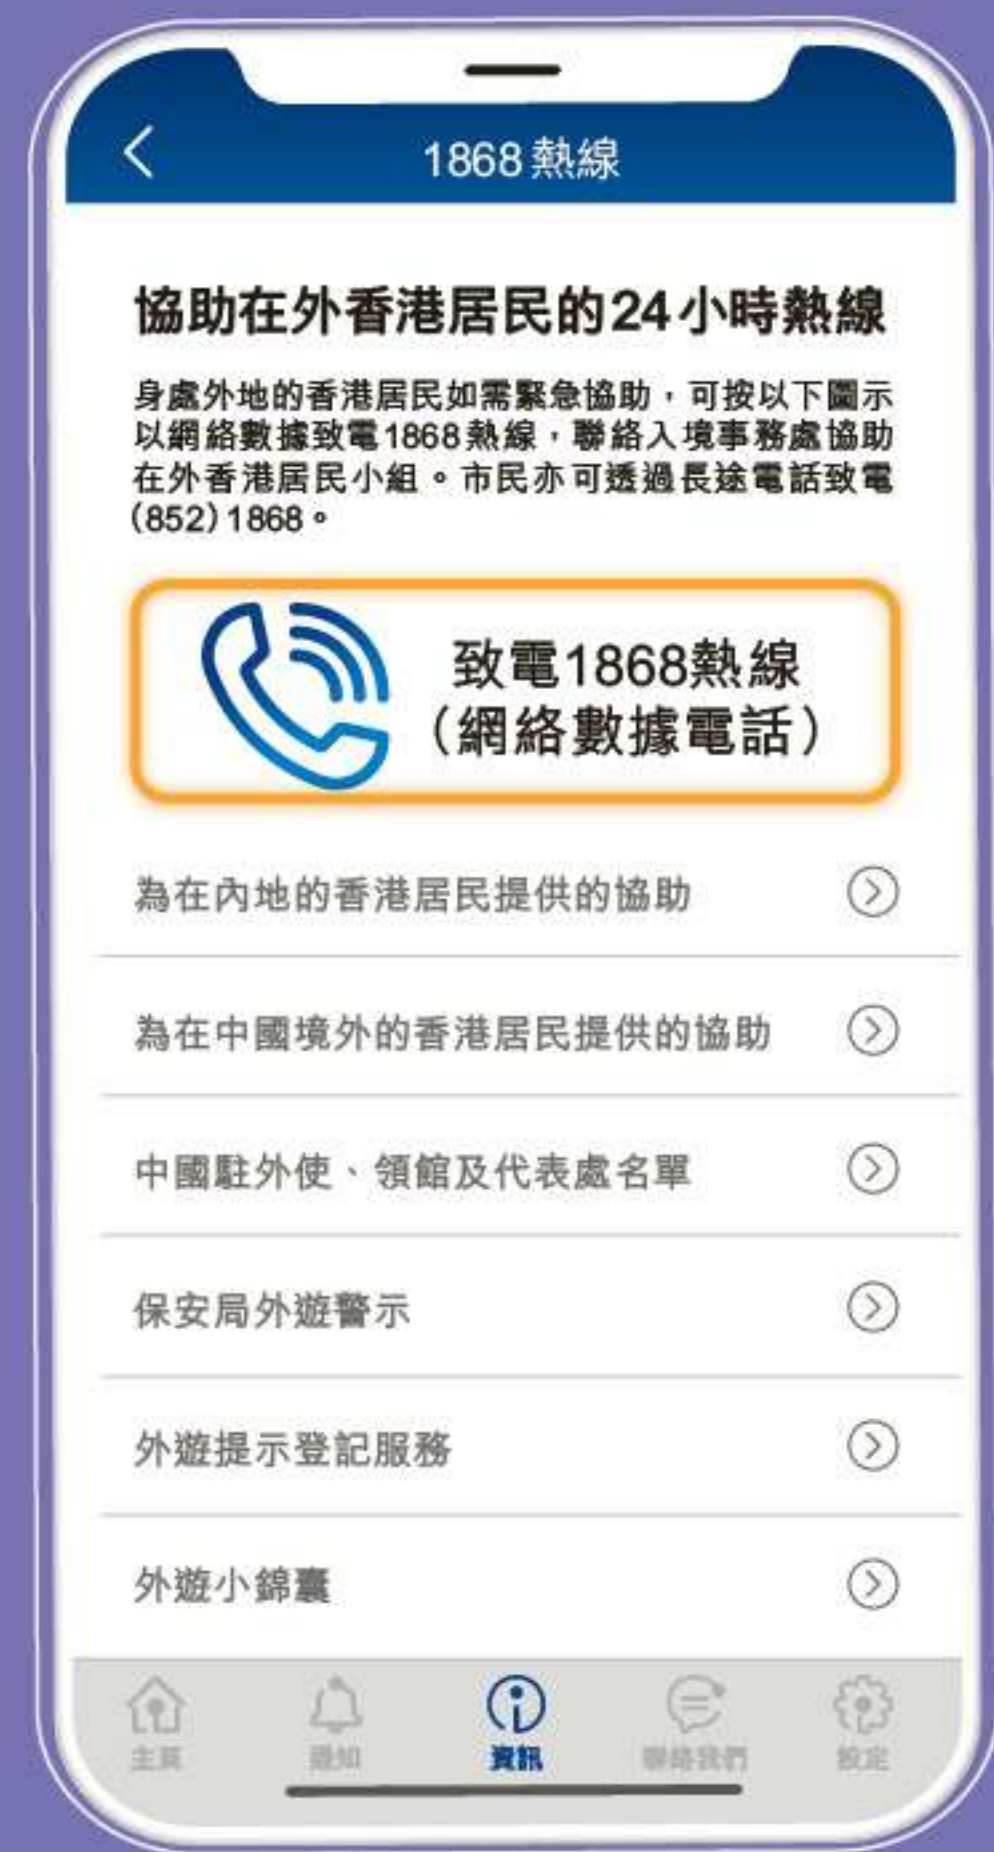 1868 熱線
協助在外香港居民的24小時熱線
身處外地的香港居民如需緊急協助，可按以下圖示
以網絡數據致電1868熱線，聯絡入境事務處協助
在外香港居民小組。市民亦可透過長途電話致電
(852) 1868。
致電1868熱線
（網絡數據電話）
為在內地的香港居民提供的協助
為在中國境外的香港居民提供的協助
中國駐外使、領館及代表處名單
保安局外遊警示
外遊提示登記服務
外遊小錦囊
主頁
通知
資訊
聯絡我們
設定